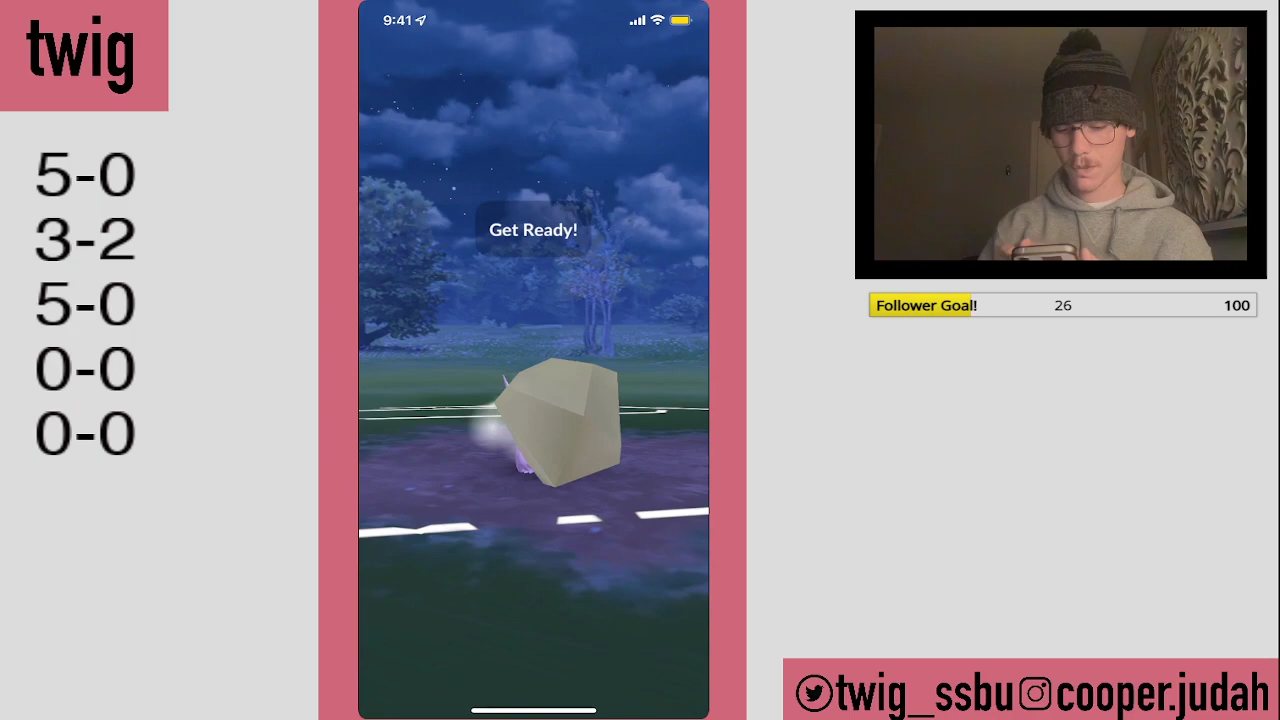 twig
5-0
3-2
5-0
0-0
0-0
9:41
Get Ready!
Follower Goal! 26 100
twig_ssbu cooper.judah